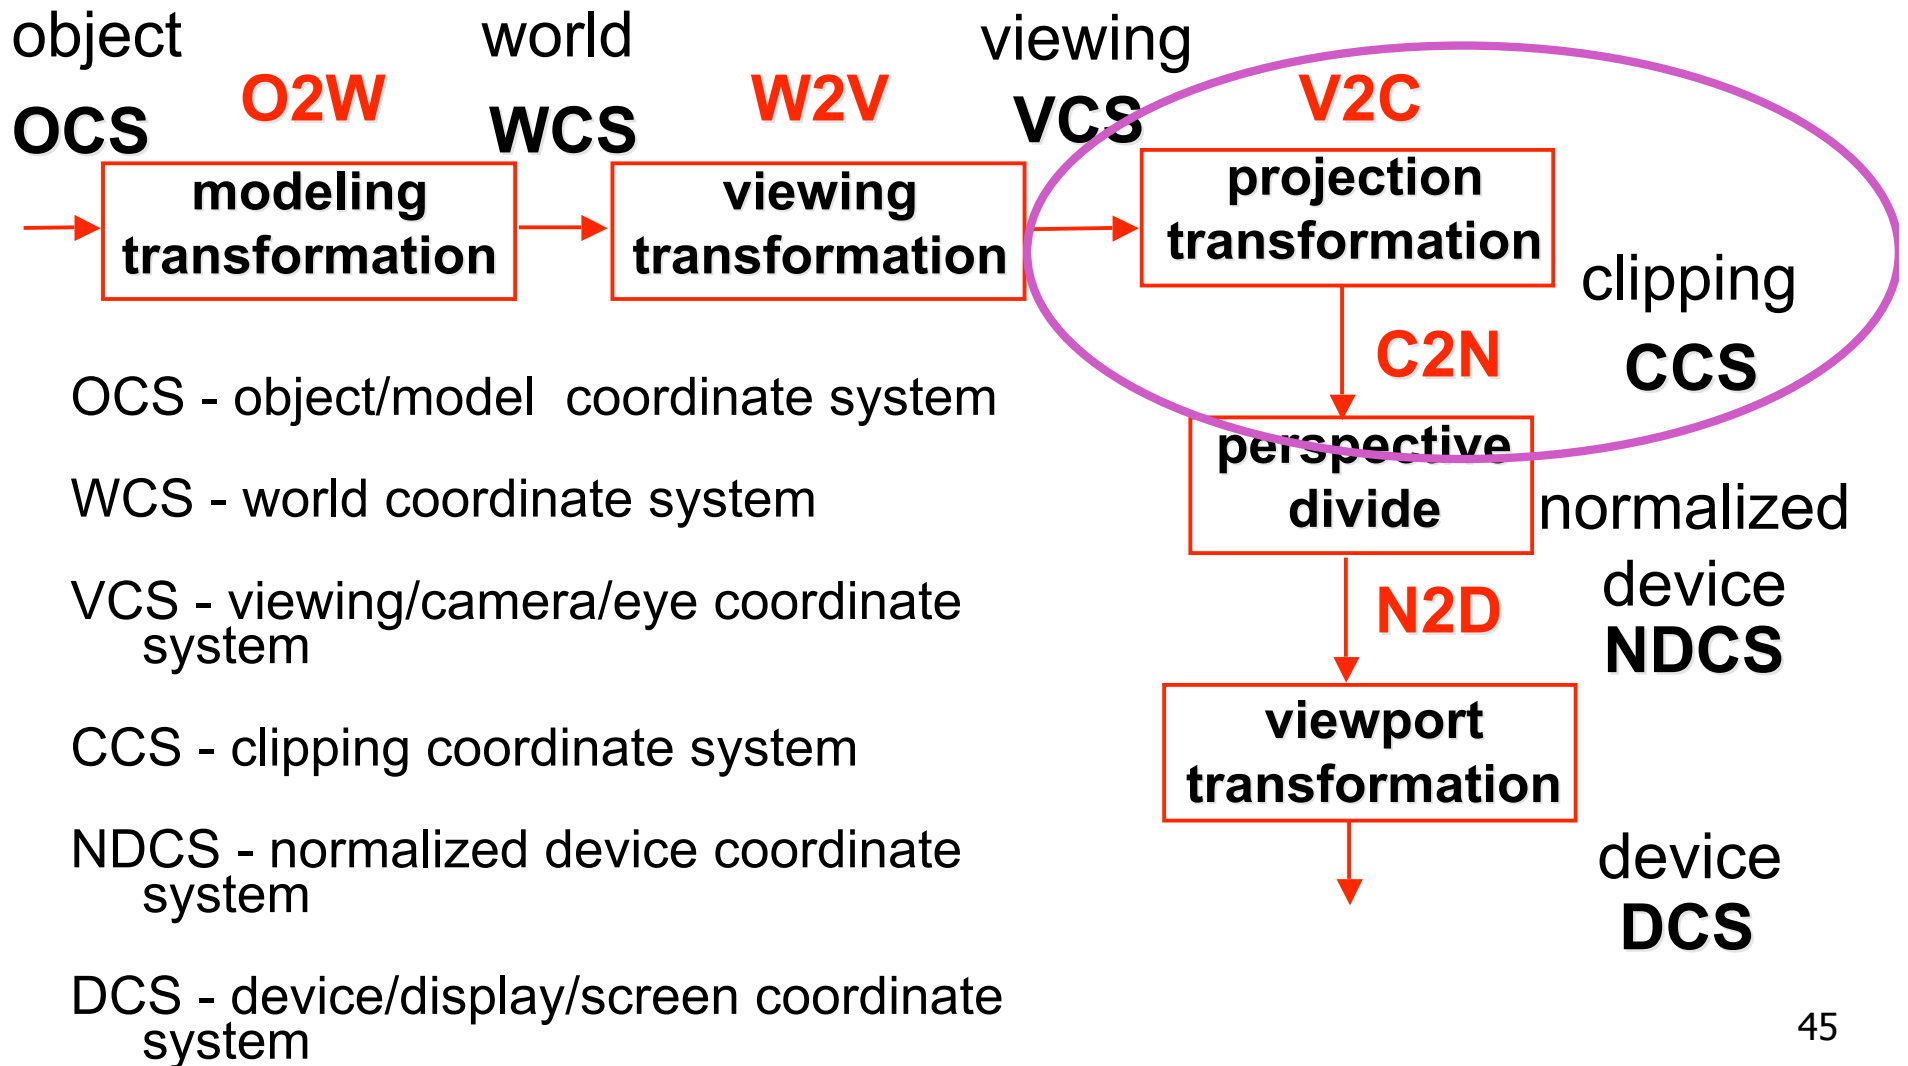 object
O2W
OCS
world
W2V
WCS
viewing
V2C
VCS
modeling
transformation
viewing
transformation
projection
transformation
clipping
C2N
CCS
perspective
divide
normalized
device
N2D
NDCS
viewport
transformation
device
DCS
OCS - object/model coordinate system
WCS - world coordinate system
VCS - viewing/camera/eye coordinate
system
CCS - clipping coordinate system
NDCS - normalized device coordinate
system
DCS - device/display/screen coordinate
system
45